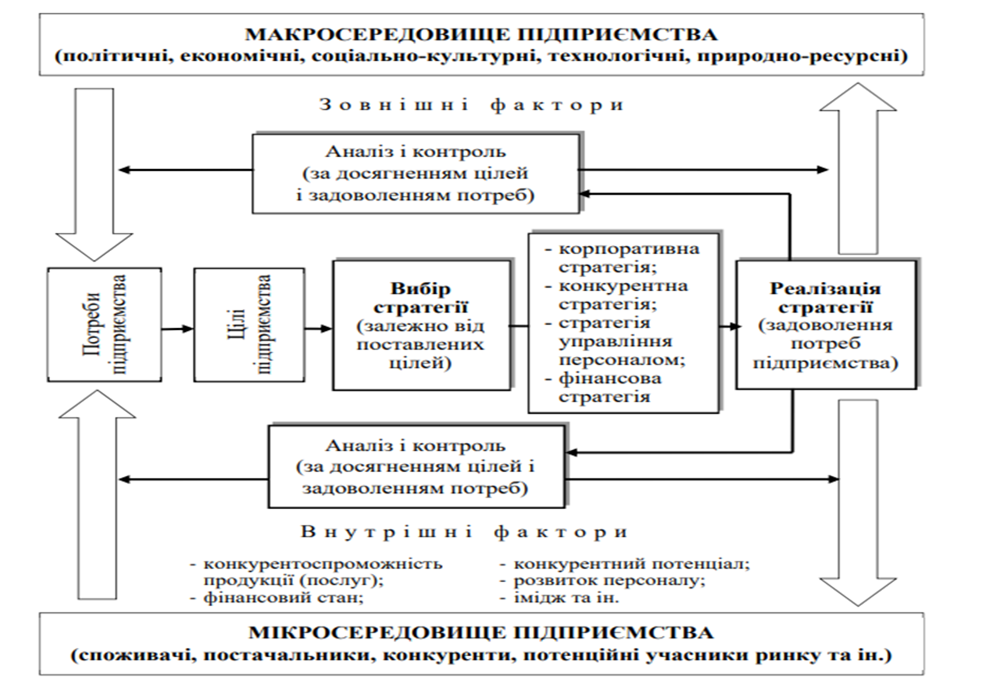 МАКРОСЕРЕДОВИЩЕ ПІДПРИЄМСТВА
(політичні, економічні, соціально-культурні, технологічні, природно-ресурсні)
Зовнішні фактори
Аналіз і контроль
(за досягненням цілей
і задоволенням потреб)
Потреби
підприємства
Цілі
підприємства
Вибір
стратегії
(залежно від
поставлених
цілей)
- корпоративна
стратегія;
- конкурентна
стратегія;
- стратегія
управління
персоналом;
- фінансова
стратегія
Реалізація
стратегії
(задоволення
потреб
підприємства)
Аналіз і контроль
(за досягненням цілей і
задоволенням потреб)
Внутрішні фактори
- конкурентоспроможність
продукції (послуг);
- фінансовий стан;
- конкурентний потенціал;
- розвиток персоналу;
- імідж та ін.
МІКРОСЕРЕДОВИЩЕ ПІДПРИЄМСТВА
(споживачі, постачальники, конкуренти, потенційні учасники ринку та ін.)